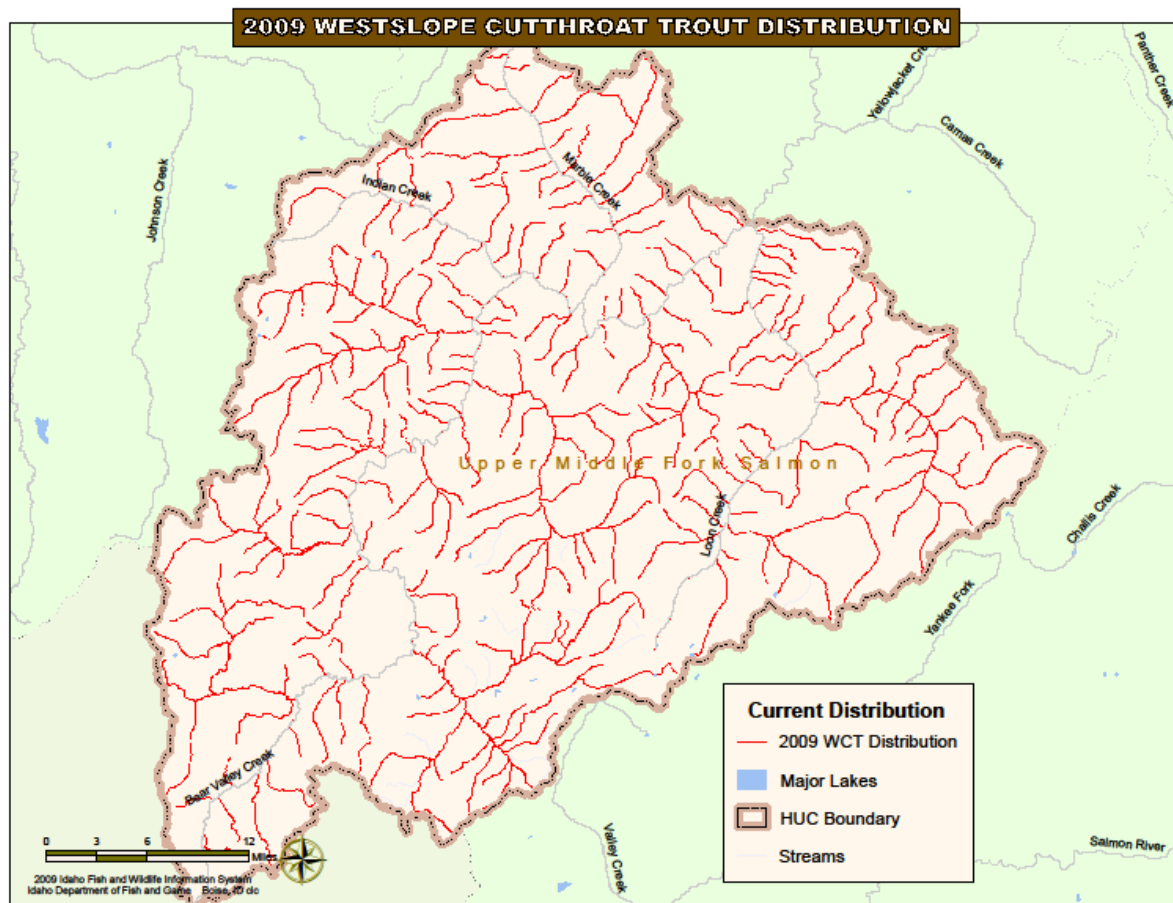 2009 WESTSLOPE CUTTHROAT TROUT DISTRIBUTION
Yellowjacket Cre
Panther Creek
Camas Creek
Johnson Creek
Indian Creek
Marble Creek
Upper Middle Fork Salmon
Loon Creek
Challis Creek
Yankee Fork
Bear Valley Creek
Valley Creek
Salmon River
Current Distribution
2009 WCT Distribution
Major Lakes
HUC Boundary
Streams
0 3 6 12
Miles
2009 Idaho Fish and Wildlife Information System
Idaho Department of Fish and Game Boise, ID clc